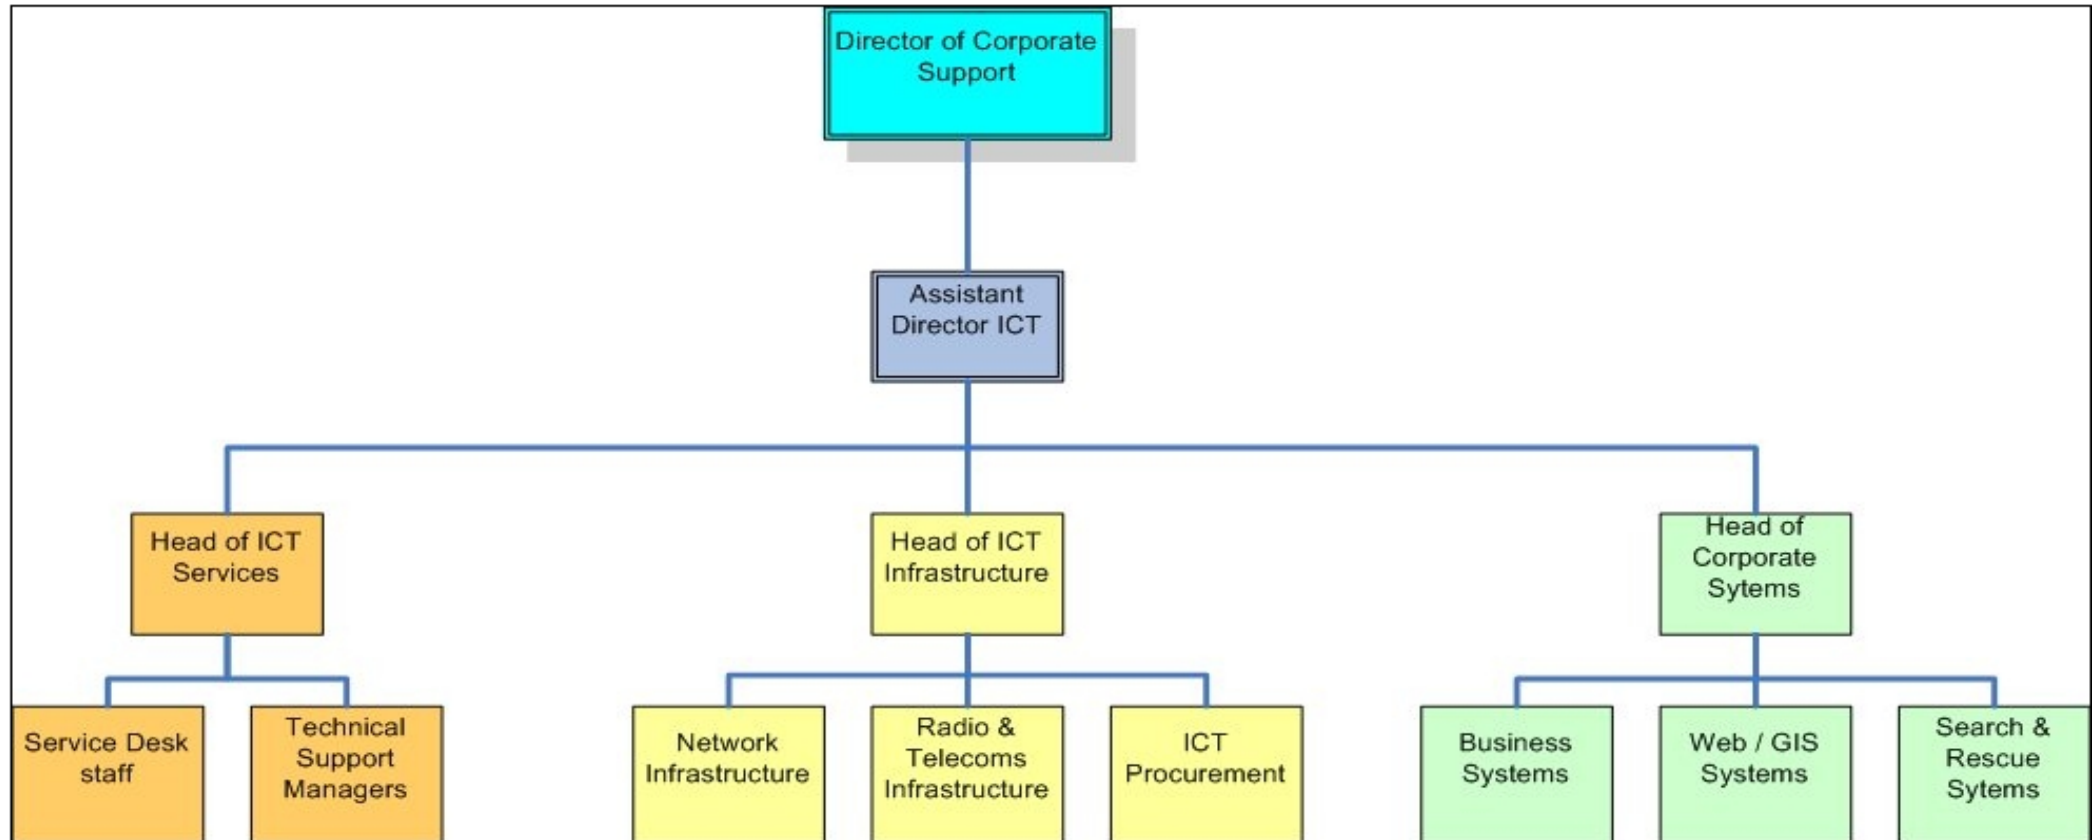 Director of Corporate
Support
Assistant
Director ICT
Head of ICT
Services
Head of ICT
Infrastructure
Head of
Corporate
Sytems
Service Desk
staff
Technical
Support
Managers
Network
Infrastructure
Radio &
Telecoms
Infrastructure
ICT
Procurement
Business
Systems
Web / GIS
Systems
Search &
Rescue
Sytems